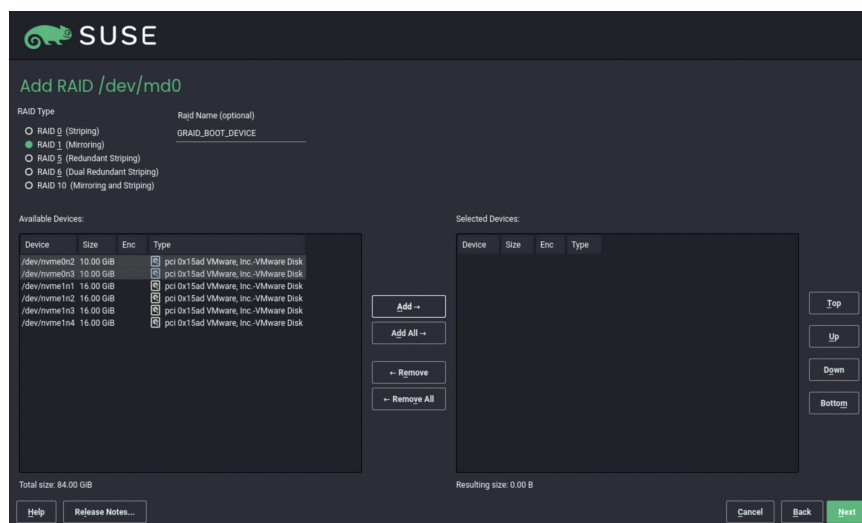 SUSE
Add RAID /dev/md0
RAID Type
Raid Name (optional)
RAID 0 (Striping)
GRAID_BOOT_DEVICE
RAID 1 (Mirroring)
RAID 5 (Redundant Striping)
RAID 6 (Dual Redundant Striping)
RAID 10 (Mirroring and Striping)
Available Devices:
Device Size Enc Type
/dev/nvme0n2 10.00 GiB pci 0x15ad VMware, Inc.-VMware Disk
/dev/nvme0n3 10.00 GiB pci 0x15ad VMware, Inc.-VMware Disk
/dev/nvme1n1 16.00 GiB pci 0x15ad VMware, Inc.-VMware Disk
/dev/nvme1n2 16.00 GiB pci 0x15ad VMware, Inc.-VMware Disk
/dev/nvme1n3 16.00 GiB pci 0x15ad VMware, Inc.-VMware Disk
/dev/nvme1n4 16.00 GiB pci 0x15ad VMware, Inc.-VMware Disk
Total size: 84.00 GiB
Add →
Add All →
← Remove
← Remove All
Selected Devices:
Device Size Enc Type
Resulting size: 0.00 B
Top
Up
Down
Bottom
Help Release Notes... Cancel Back Next